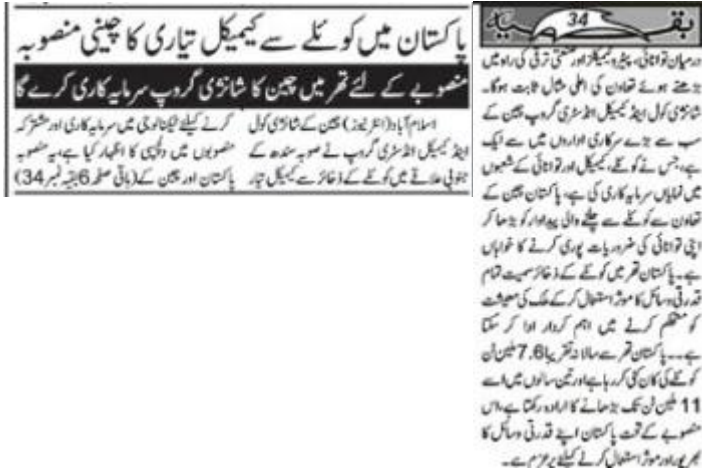 پاکستان میں کوئلے سے کیمیکل تیاری کا چینی منصوبہ
منصوبے کے لئے تھر میں چین کا شانژی گروپ سرمایہ کاری کرے گا
اسلام آباد (انٹر نیوز) چین کے شانژی کول
اینڈ کیمیکل انڈسٹری گروپ نے صوبہ سندھ کے
جنوبی علاقے میں کوئلے کے ذخائر سے کیمیکل تیار
کرنے کیلئے ٹیکنالوجی میں سرمایہ کاری اور مشترکہ
منصوبوں میں دلچسپی کا اظہار کیا ہے، یہ منصوبہ
پاکستان اور چین کے (باقی صفحہ 6 بقیہ نمبر 34)
بقیہ 34
درمیان توانائی، پیٹرو کیمیکلز اور صنعتی ترقی کی راہ میں
بڑھتے ہوئے تعاون کی اعلی مثال ثابت ہوگا۔
شانژی کول اینڈ کیمیکل انڈسٹری گروپ چین کے
سب سے بڑے سرکاری اداروں میں سے ایک
ہے، جس نے کوئلے، کیمیکل اور توانائی کے شعبوں
میں نمایاں سرمایہ کاری کی ہے، پاکستان چین کے
تعاون سے کوئلے سے چلنے والی پیداوار کو بڑھا کر
اپنی توانائی کی ضروریات پوری کرنے کا خواہاں
ہے۔ پاکستان تھر میں کوئلے کے ذخائر سمیت تمام
قدرتی وسائل کا موثر استعمال کرکے ملک کی معیشت
کو مستحکم کرنے میں اہم کردار ادا کر سکتا
ہے۔۔ پاکستان تھر سے سالانہ تقریبا 7.6 ملین ٹن
کوئلے کی کان کنی کر رہا ہے اور تین سالوں میں اسے
11 ملین ٹن تک بڑھانے کا ارادہ رکھتا ہے، اس
منصوبے کے تحت پاکستان اپنے قدرتی وسائل کا
بھرپور اور موثر استعمال کرنے کیلئے پرعزم ہے۔